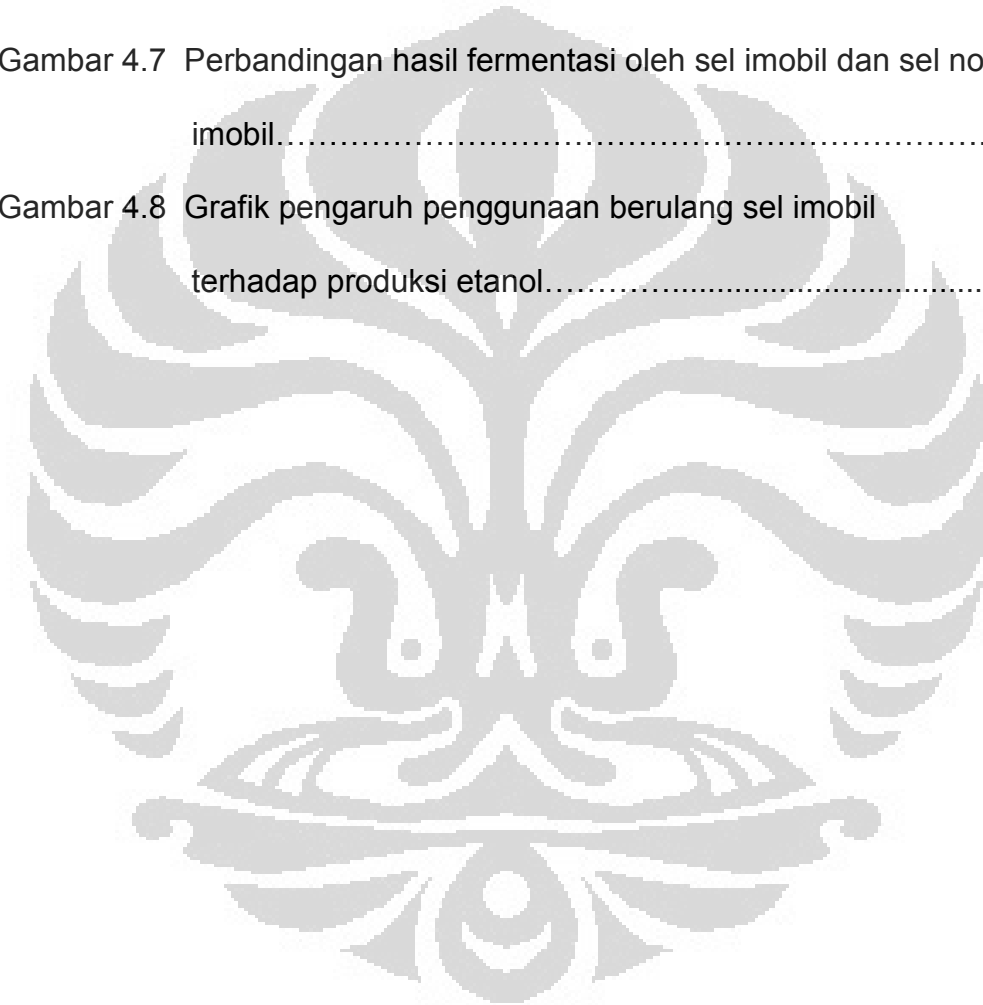 Gambar 4.7 Perbandingan hasil fermentasi oleh sel imobil dan sel no
imobil…………………………………………………………………….
Gambar 4.8 Grafik pengaruh penggunaan berulang sel imobil
terhadap produksi etanol…………......................................